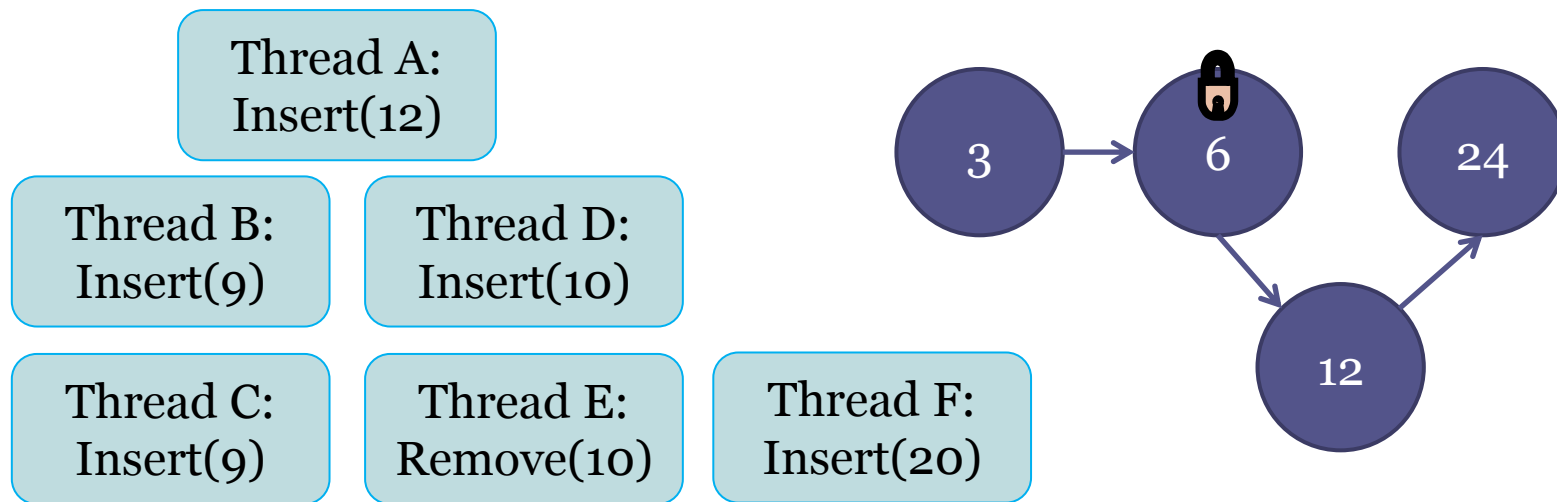 Thread A:
Insert(12)
Thread B:
Insert(9)
Thread D:
Insert(10)
Thread C:
Insert(9)
Thread E:
Remove(10)
Thread F:
Insert(20)
3
6
24
12